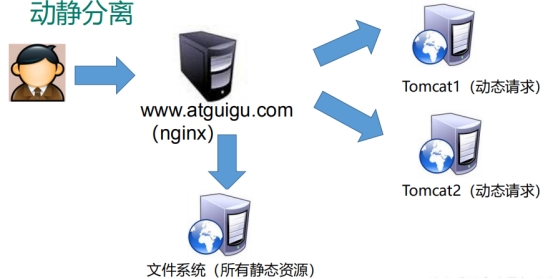 动静分离
www.atguigu.com
（nginx）
Tomcat1（动态请求）
Tomcat2（动态请求）
文件系统（所有静态资源）